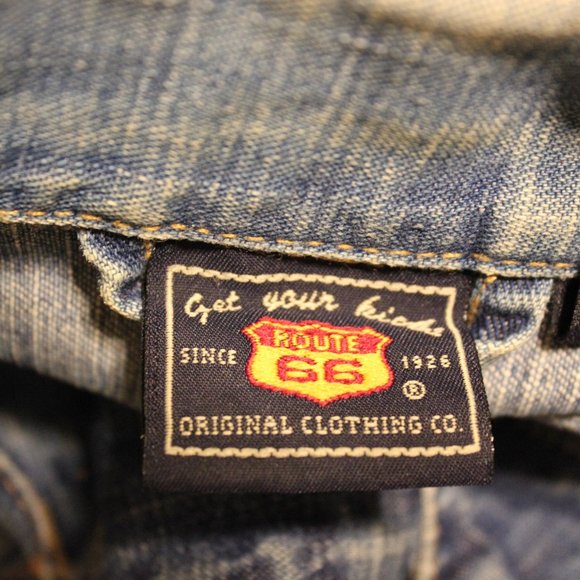 Get your kicks
ROUTE
SINCE 66 1926
®
ORIGINAL CLOTHING CO.